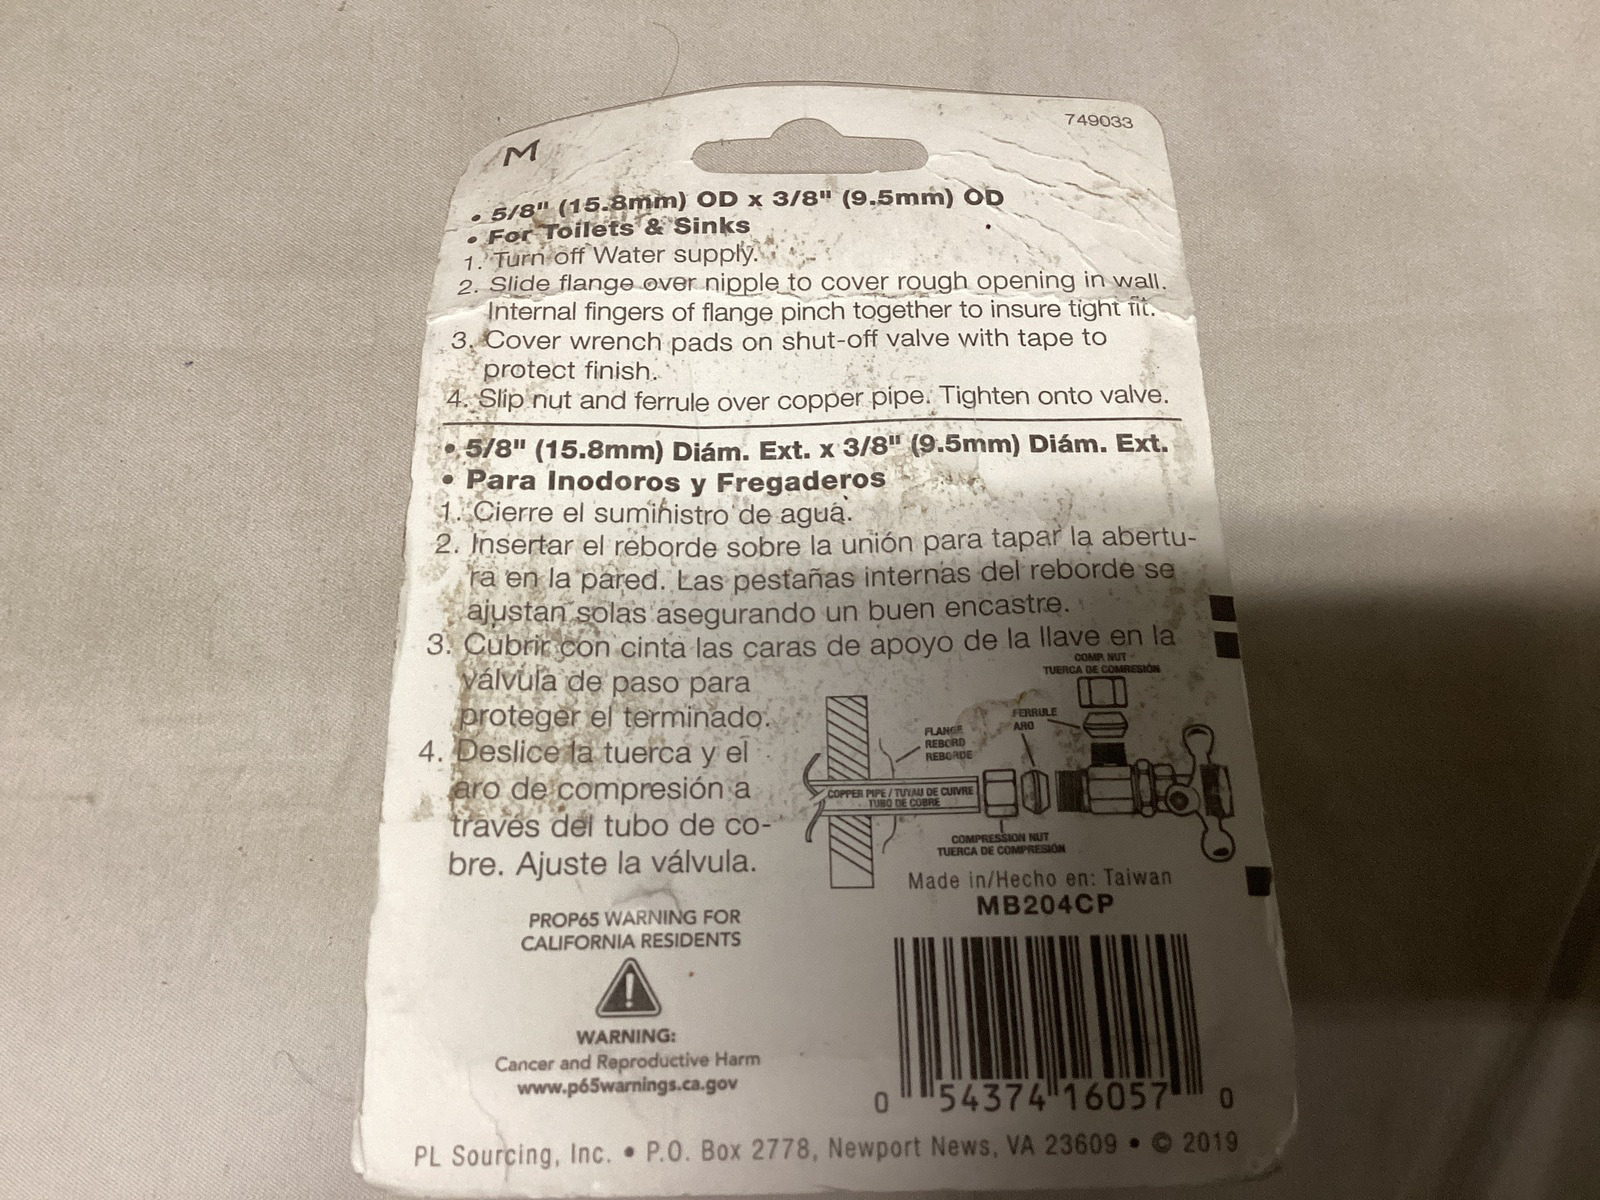 749033
M
• 5/8" (15.8mm) OD x 3/8" (9.5mm) OD
• For Toilets & Sinks
1. Turn off Water supply.
2. Slide flange over nipple to cover rough opening in wall.
Internal fingers of flange pinch together to insure tight fit.
3. Cover wrench pads on shut-off valve with tape to
protect finish.
4. Slip nut and ferrule over copper pipe. Tighten onto valve.
• 5/8" (15.8mm) Diám. Ext. x 3/8" (9.5mm) Diám. Ext.
• Para Inodoros y Fregaderos
1. Cierre el suministro de agua.
2. Insertar el reborde sobre la unión para tapar la abertu-
ra en la pared. Las pestañas internas del reborde se
ajustan solas asegurando un buen encastre.
3. Cubrir con cinta las caras de apoyo de la llave en la
válvula de paso para
proteger el terminado.
4. Deslice la tuerca y el
aro de compresión a
través del tubo de co-
bre. Ajuste la válvula.
COMP. NUT
TUERCA DE COMRESIÓN
FERRULE
ARO
FLANGE
REBORD
REBORDE
COPPER PIPE / TUYAU DE CUIVRE
TUBO DE COBRE
COMPRESSION NUT
TUERCA DE COMPRESIÓN
Made in/Hecho en: Taiwan
MB204CP
PROP65 WARNING FOR
CALIFORNIA RESIDENTS
WARNING:
Cancer and Reproductive Harm
www.p65warnings.ca.gov
0 54374 16057 0
PL Sourcing, Inc. • P.O. Box 2778, Newport News, VA 23609 • © 2019